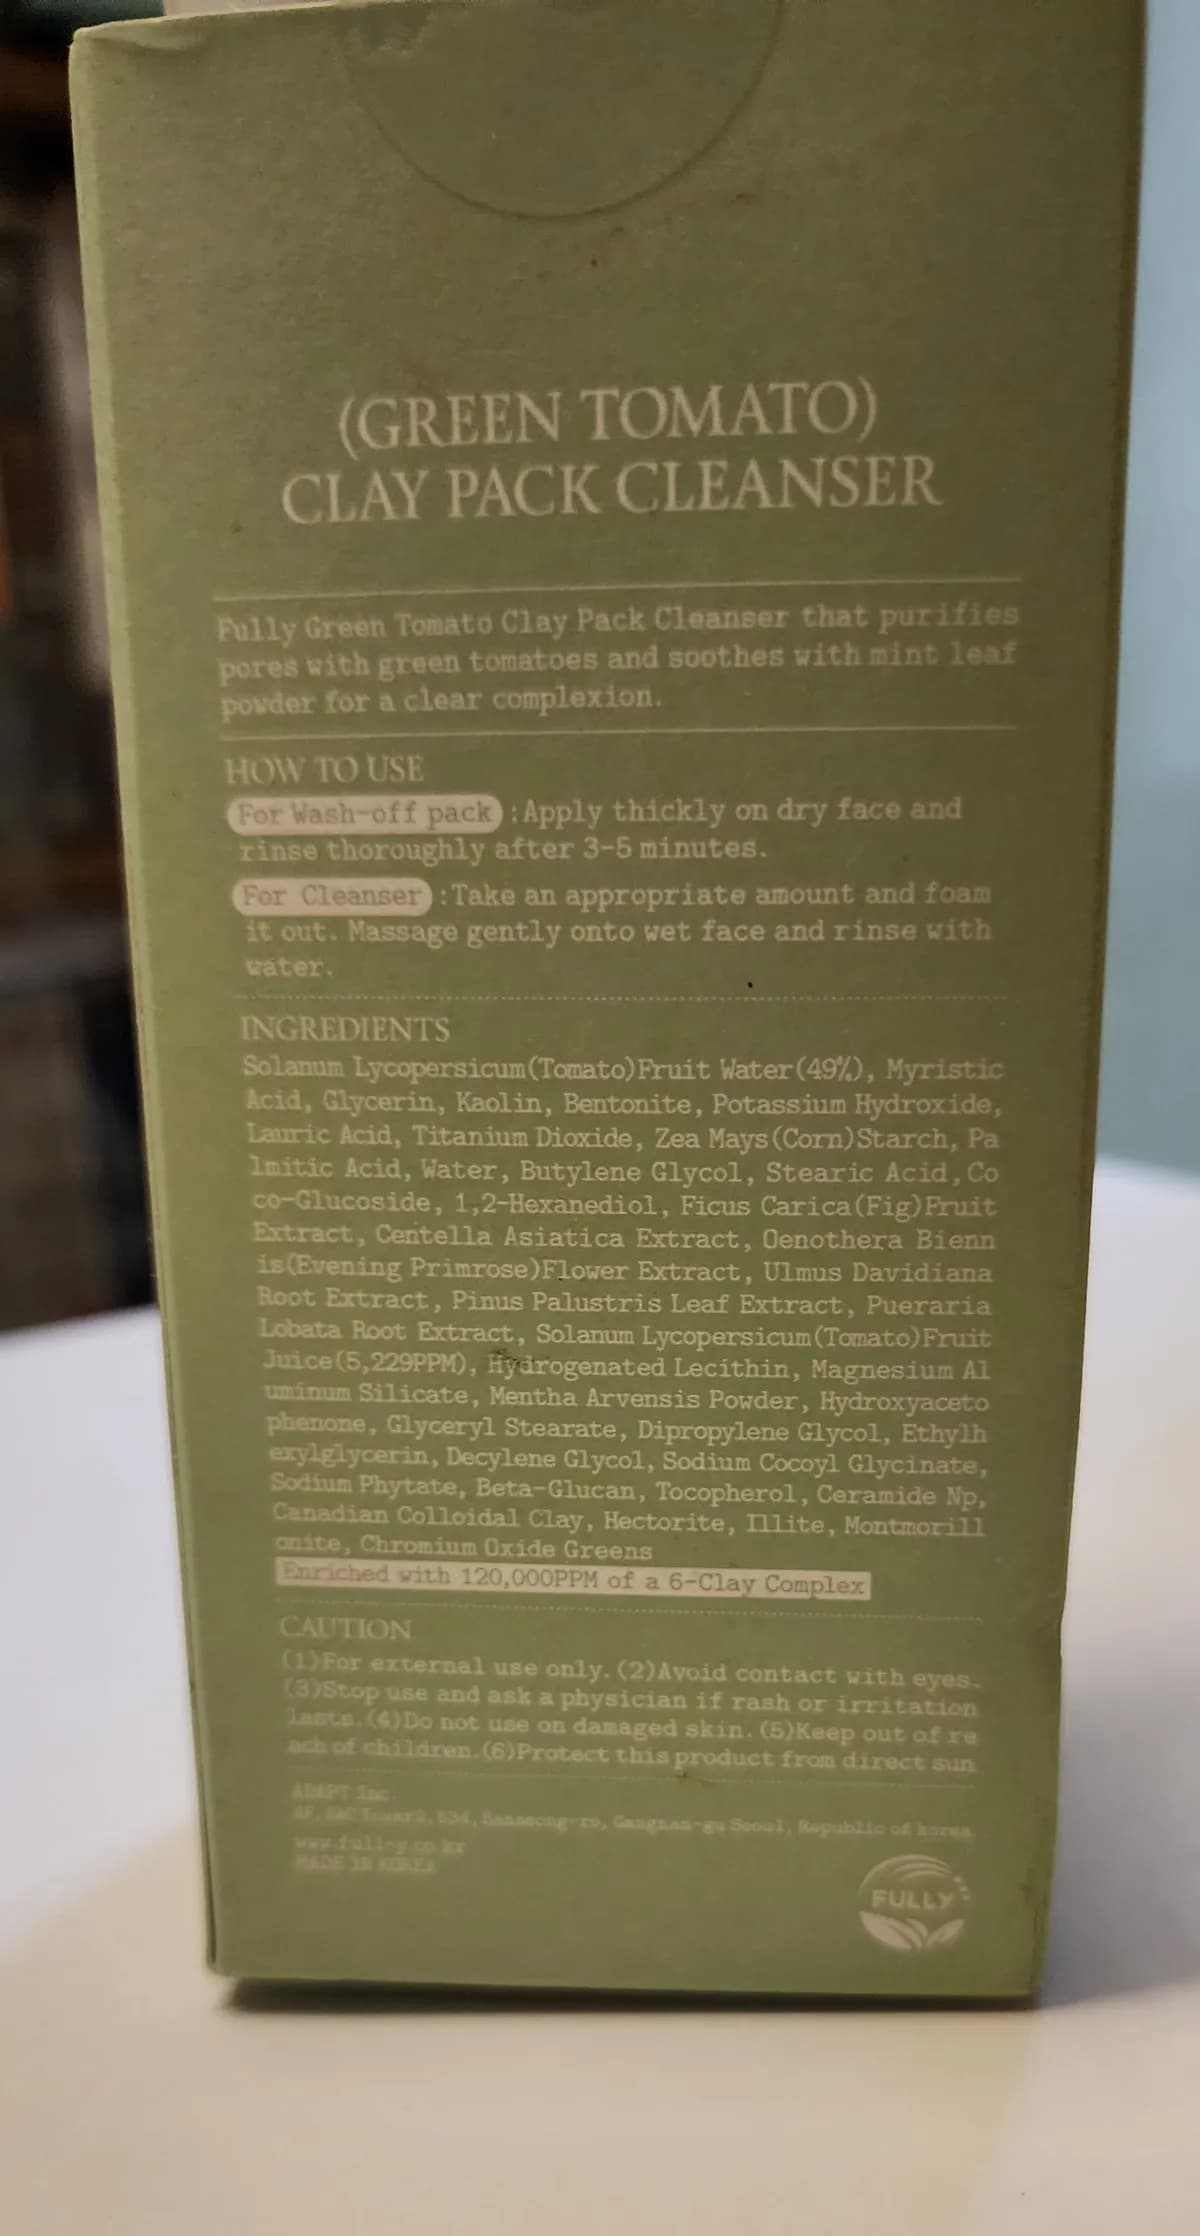 (GREEN TOMATO)
CLAY PACK CLEANSER
Fully Green Tomato Clay Pack Cleanser that purifies
pores with green tomatoes and soothes with mint leaf
powder for a clear complexion.
HOW TO USE
For Wash-off pack :Apply thickly on dry face and
rinse thoroughly after 3-5 minutes.
For Cleanser :Take an appropriate amount and foam
it out. Massage gently onto wet face and rinse with
water.
INGREDIENTS
Solanum Lycopersicum(Tomato)Fruit Water(49%), Myristic
Acid, Glycerin, Kaolin, Bentonite, Potassium Hydroxide,
Lauric Acid, Titanium Dioxide, Zea Mays(Corn)Starch, Pa
lmitic Acid, Water, Butylene Glycol, Stearic Acid, Co
co-Glucoside, 1,2-Hexanediol, Ficus Carica(Fig)Fruit
Extract, Centella Asiatica Extract, Oenothera Bienn
is(Evening Primrose)Flower Extract, Ulmus Davidiana
Root Extract, Pinus Palustris Leaf Extract, Pueraria
Lobata Root Extract, Solanum Lycopersicum(Tomato)Fruit
Juice(5,229PPM), Hydrogenated Lecithin, Magnesium Al
uminum Silicate, Mentha Arvensis Powder, Hydroxyaceto
phenone, Glyceryl Stearate, Dipropylene Glycol, Ethylh
exylglycerin, Decylene Glycol, Sodium Cocoyl Glycinate,
Sodium Phytate, Beta-Glucan, Tocopherol, Ceramide Np,
Canadian Colloidal Clay, Hectorite, Illite, Montmorill
onite, Chromium Oxide Greens
Enriched with 120,000PPM of a 6-Clay Complex
CAUTION
(1)For external use only. (2)Avoid contact with eyes.
(3)Stop use and ask a physician if rash or irritation
lasts. (4)Do not use on damaged skin. (5)Keep out of re
ach of children. (6)Protect this product from direct sun
ADAPT Inc.
Gangnam-gu Seoul, Republic of korea
www.full-y.co.kr
MADE IN KOREA
FULLY